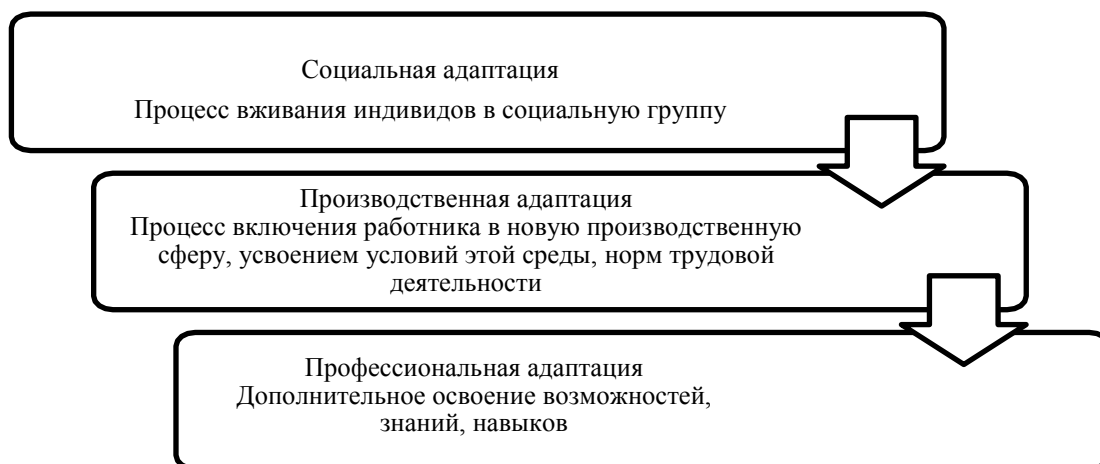 Социальная адаптация
Процесс вживания индивидов в социальную группу
Производственная адаптация
Процесс включения работника в новую производственную
сферу, усвоением условий этой среды, норм трудовой
деятельности
Профессиональная адаптация
Дополнительное освоение возможностей,
знаний, навыков